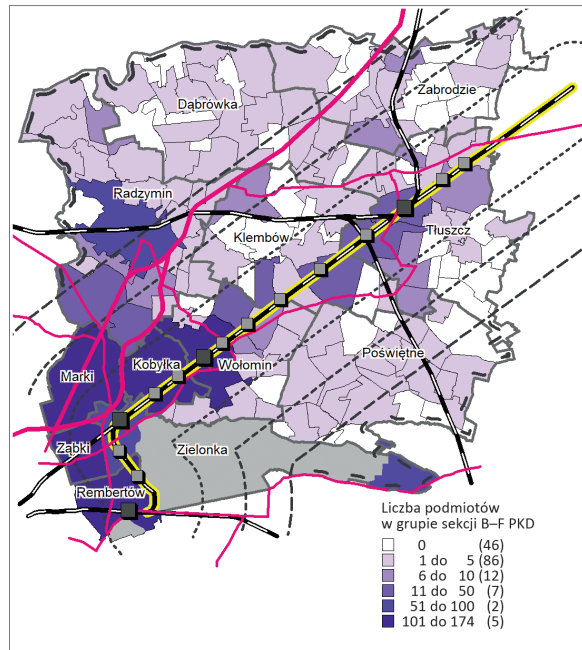 Dąbrówka
Zabrodzie
Radzymin
Klembów
Tłuszcz
Poświętne
Marki
Kobyłka
Wołomin
Ząbki
Zielonka
Rembertów
Liczba podmiotów
w grupie sekcji B–F PKD
0 (46)
1 do 5 (86)
6 do 10 (12)
11 do 50 (7)
51 do 100 (2)
101 do 174 (5)